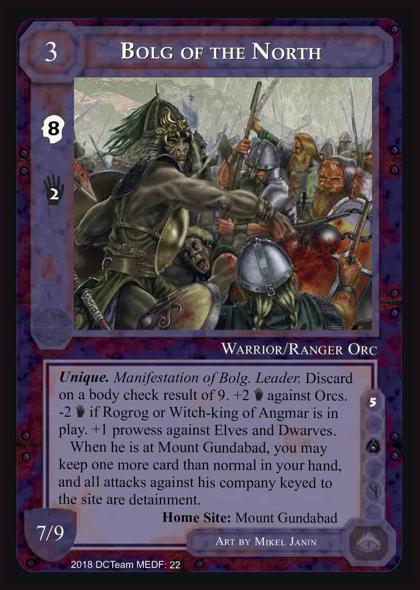 3
Bolg of the North
8
2
Warrior/Ranger Orc
Unique. Manifestation of Bolg. Leader. Discard
on a body check result of 9. +2 against Orcs.
-2 if Rogrog or Witch-king of Angmar is in
play. +1 prowess against Elves and Dwarves.
When he is at Mount Gundabad, you may
keep one more card than normal in your hand,
and all attacks against his company keyed to
the site are detainment.
Home Site: Mount Gundabad
5
7/9
Art by Mikel Janin
2018 DCTeam MEDF: 22